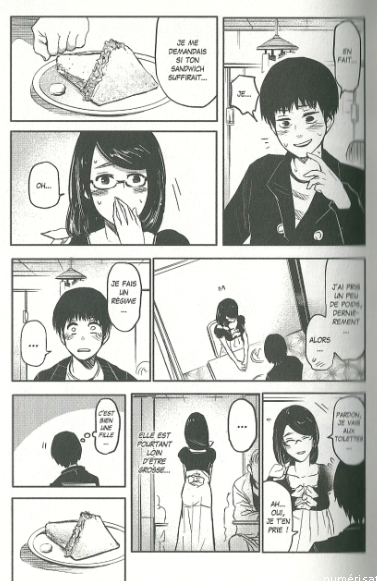 EN
FAIT...
JE...
JE ME
DEMANDAIS
SI TON
SANDWICH
SUFFIRAIT...
OH...
J'AI PRIS
UN PEU
DE POIDS,
DERNIÈ-
REMENT
...
ALORS
...
JE FAIS
UN
RÉGIME
...
...
PARDON,
JE VAIS
AUX
TOILETTES
...
AH...
OUI,
JE T'EN
PRIE !
...
ELLE EST
POURTANT
LOIN
D'ÊTRE
GROSSE...
C'EST
BIEN
UNE
FILLE
...
numérisa